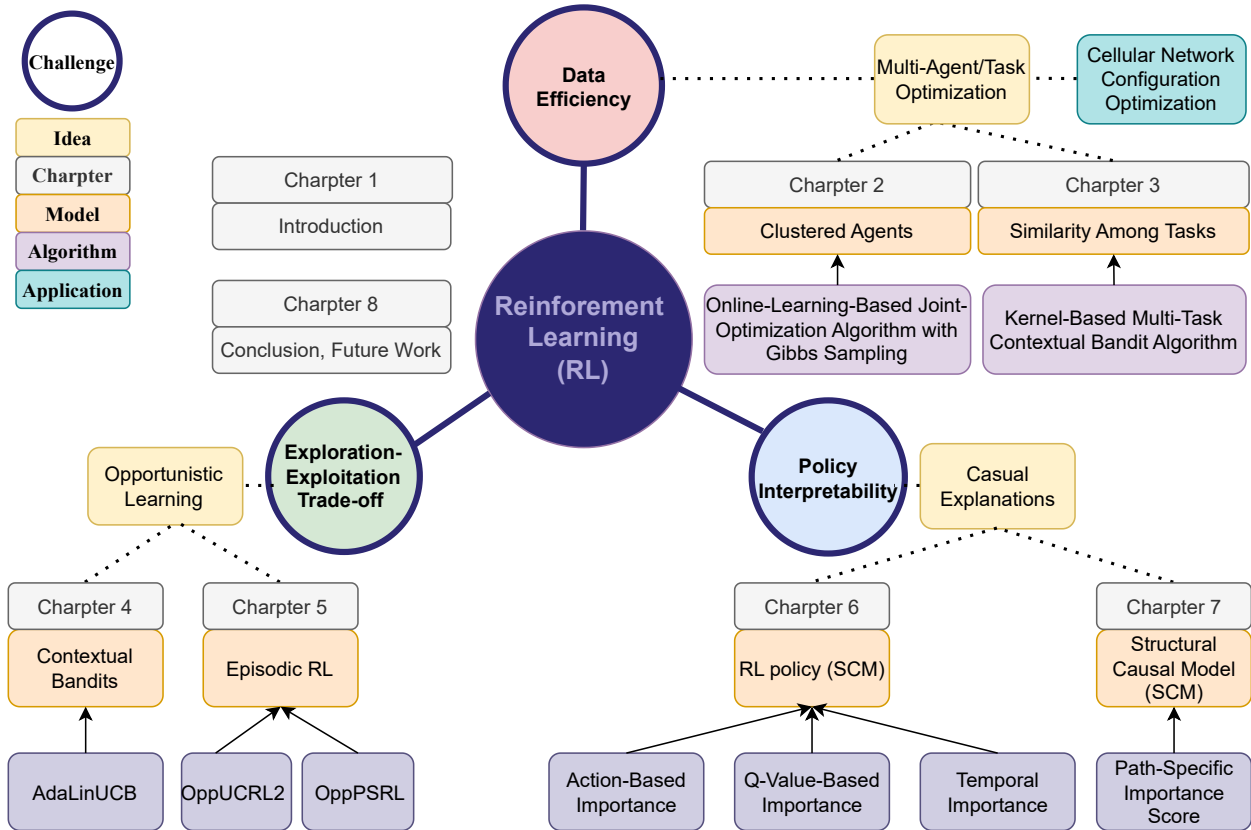 Challenge
Idea
Charpter
Model
Algorithm
Application
Charpter 1
Introduction
Charpter 8
Conclusion, Future Work
Data
Efficiency
Multi-Agent/Task
Optimization
Cellular Network
Configuration
Optimization
Charpter 2
Clustered Agents
Online-Learning-Based Joint-
Optimization Algorithm with
Gibbs Sampling
Charpter 3
Similarity Among Tasks
Kernel-Based Multi-Task
Contextual Bandit Algorithm
Reinforement
Learning
(RL)
Exploration-
Exploitation
Trade-off
Opportunistic
Learning
Charpter 4
Contextual
Bandits
AdaLinUCB
Charpter 5
Episodic RL
OppUCRL2
OppPSRL
Policy
Interpretability
Casual
Explanations
Charpter 6
RL policy (SCM)
Action-Based
Importance
Q-Value-Based
Importance
Temporal
Importance
Charpter 7
Structural
Causal Model
(SCM)
Path-Specific
Importance
Score